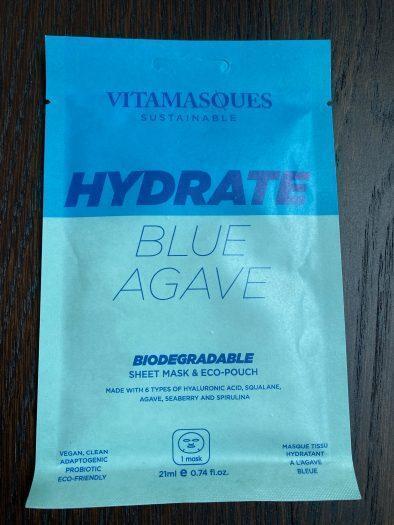 VITAMASQUES
SUSTAINABLE
HYDRATE
BLUE
AGAVE
BIODEGRADABLE
SHEET MASK & ECO-POUCH
MADE WITH 6 TYPES OF HYALURONIC ACID, SQUALANE,
AGAVE, SEABERRY AND SPIRULINA
VEGAN, CLEAN
ADAPTOGENIC
PROBIOTIC
ECO-FRIENDLY
1 mask
21ml e 0.74 fl.oz.
MASQUE TISSU
HYDRATANT
A L'AGAVE
BLEUE